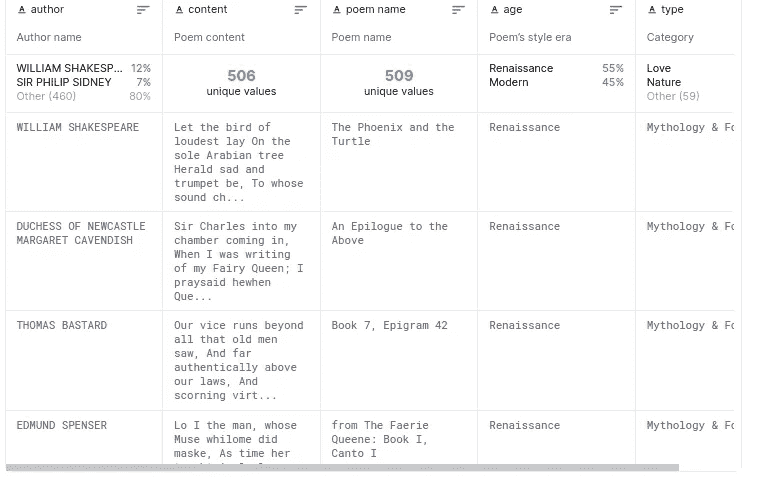 author
content
poem name
age
type
Author name
Poem content
Poem name
Poem's style era
Category
WILLIAM SHAKESP... 12%
SIR PHILIP SIDNEY 7%
Other (460) 80%
506
unique values
509
unique values
Renaissance 55%
Modern 45%
Love
Nature
Other (59)
WILLIAM SHAKESPEARE
Let the bird of
loudest lay On the
sole Arabian tree
Herald sad and
trumpet be, To whose
sound ch...
The Phoenix and the
Turtle
Renaissance
Mythology & Fo
DUCHESS OF NEWCASTLE
MARGARET CAVENDISH
Sir Charles into my
chamber coming in,
When I was writing
of my Fairy Queen; I
praysaid hewhen
Que...
An Epilogue to the
Above
Renaissance
Mythology & Fo
THOMAS BASTARD
Our vice runs beyond
all that old men
saw, And far
authentically above
our laws, And
scorning virt...
Book 7, Epigram 42
Renaissance
Mythology & Fo
EDMUND SPENSER
Lo I the man, whose
Muse whilome did
maske, As time her
from The Faerie
Queene: Book I,
Canto I
Renaissance
Mythology & Fo